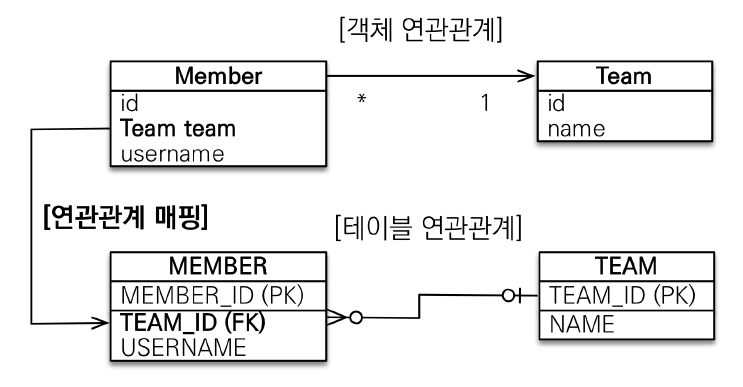 [객체 연관관계]
Member
Team
id
Team team
username
*
1
id
name
[연관관계 매핑]
[테이블 연관관계]
MEMBER
TEAM
MEMBER_ID (PK)
TEAM_ID (FK)
USERNAME
TEAM_ID (PK)
NAME